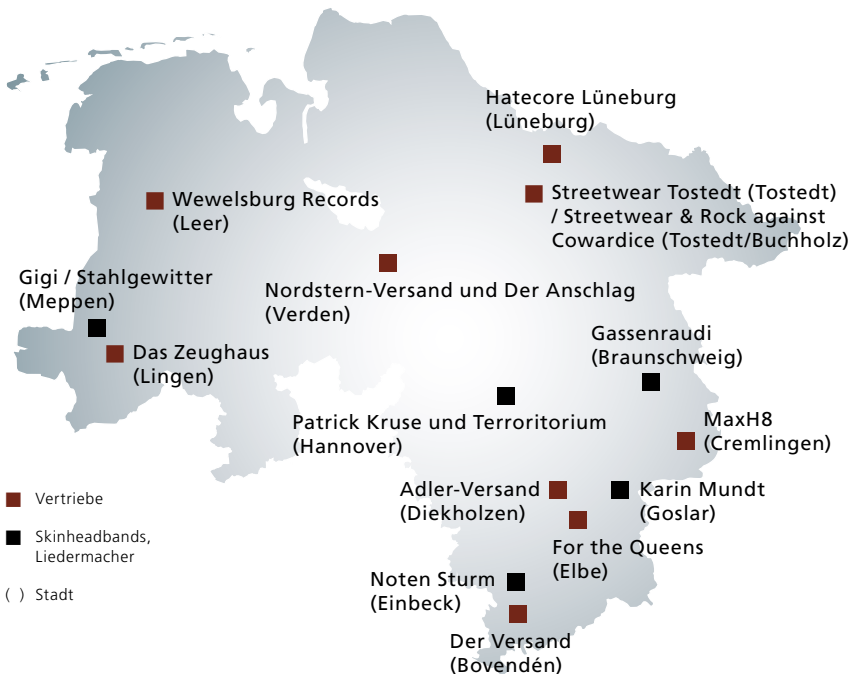 Hatecore Lüneburg
(Lüneburg)
Wewelsburg Records
(Leer)
Streetwear Tostedt (Tostedt)
/ Streetwear & Rock against
Cowardice (Tostedt/Buchholz)
Gigi / Stahlgewitter
(Meppen)
Nordstern-Versand und Der Anschlag
(Verden)
Das Zeughaus
(Lingen)
Gassenraudi
(Braunschweig)
Patrick Kruse und Terroritorium
(Hannover)
MaxH8
(Cremlingen)
Adler-Versand
(Diekholzen)
Karin Mundt
(Goslar)
For the Queens
(Elbe)
Noten Sturm
(Einbeck)
Der Versand
(Bovendén)
Vertriebe
Skinheadbands,
Liedermacher
( ) Stadt